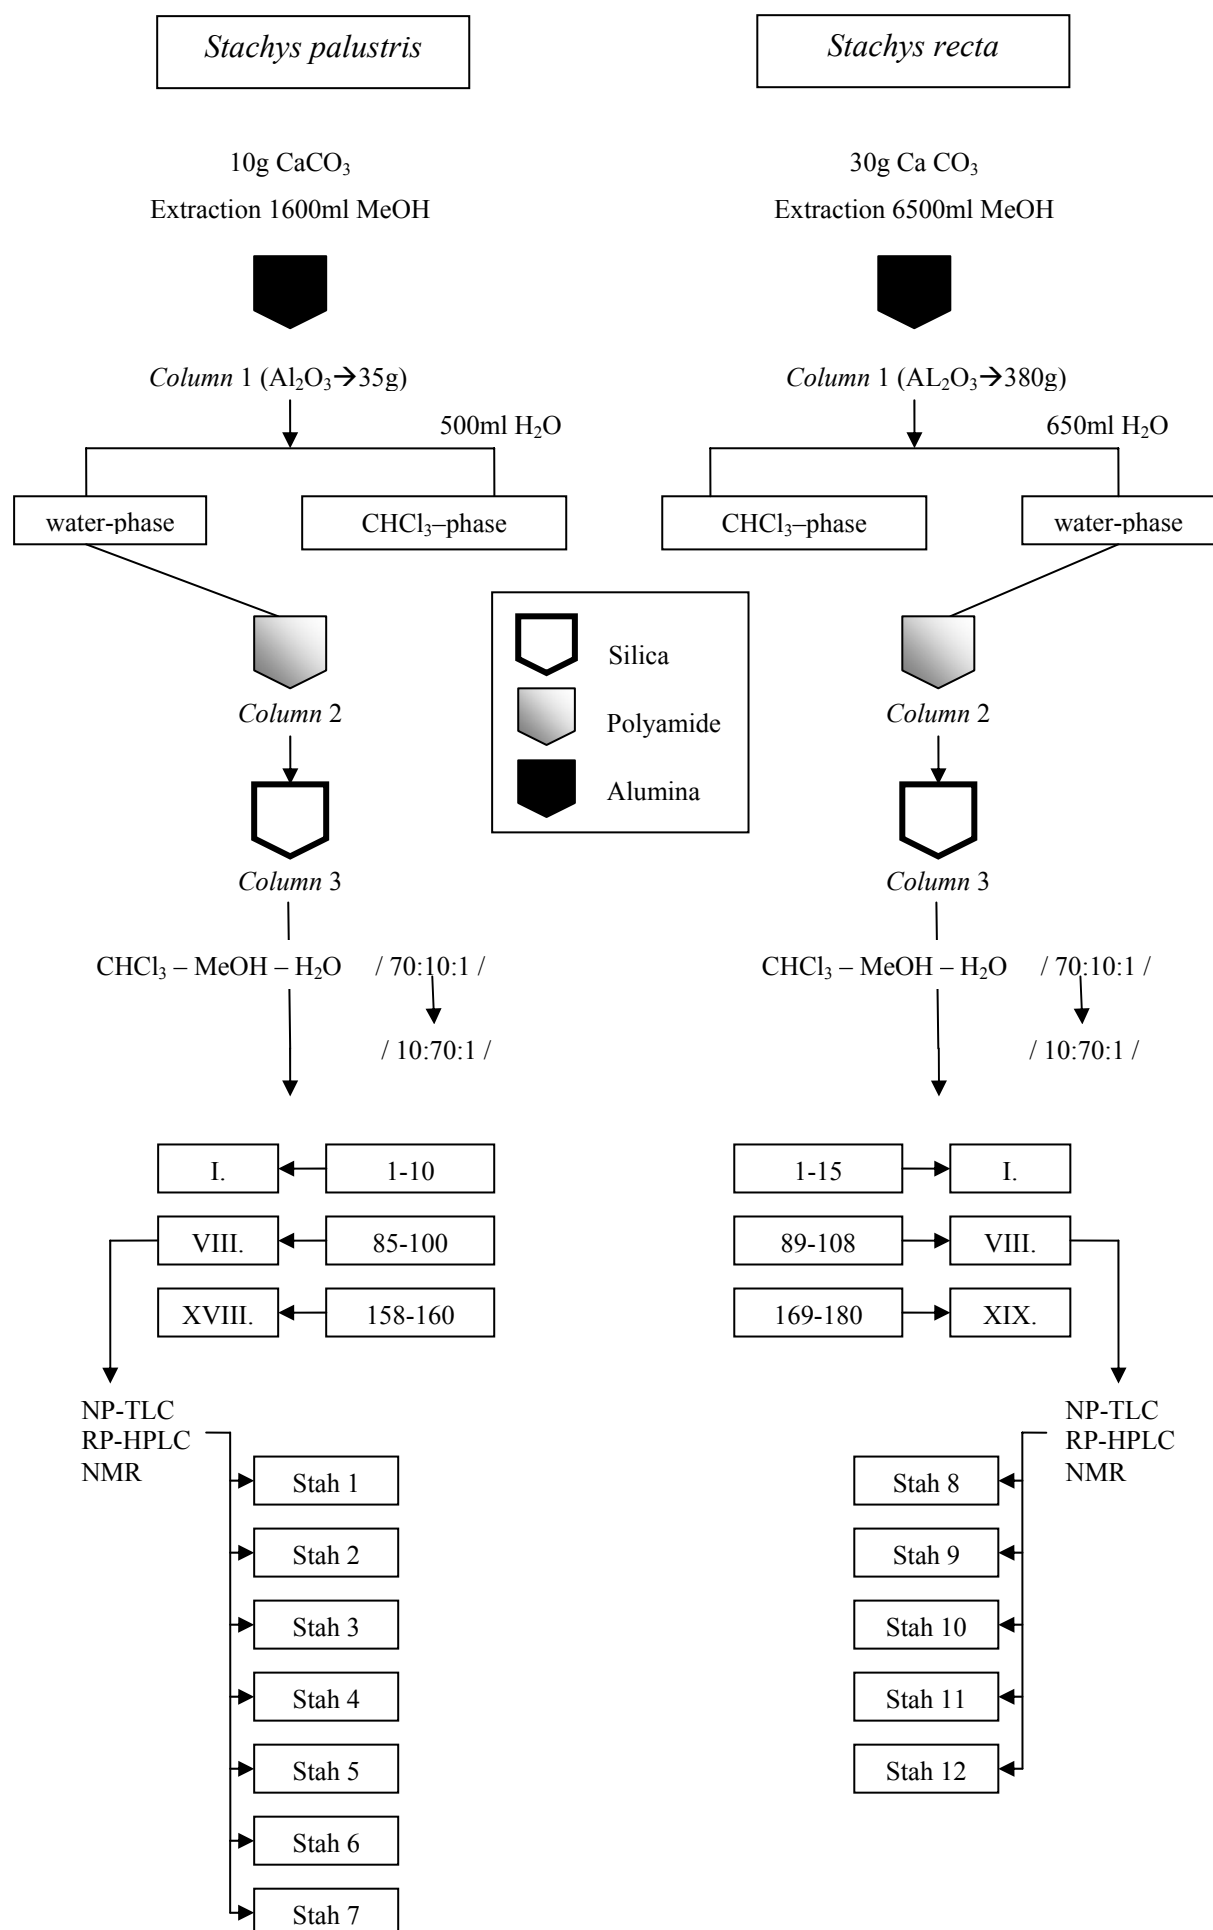 Stachys palustris
10g CaCO₃
Extraction 1600ml MeOH
Column 1 (Al₂O₃→35g)
500ml H₂O
water-phase
CHCl₃–phase
Column 2
Column 3
CHCl₃ – MeOH – H₂O / 70:10:1 /
/ 10:70:1 /
I.
1-10
VIII.
85-100
XVIII.
158-160
NP-TLC
RP-HPLC
NMR
Stah 1
Stah 2
Stah 3
Stah 4
Stah 5
Stah 6
Stah 7
Silica
Polyamide
Alumina
Stachys recta
30g Ca CO₃
Extraction 6500ml MeOH
Column 1 (AL₂O₃→380g)
650ml H₂O
CHCl₃–phase
water-phase
Column 2
Column 3
CHCl₃ – MeOH – H₂O / 70:10:1 /
/ 10:70:1 /
1-15
I.
89-108
VIII.
169-180
XIX.
NP-TLC
RP-HPLC
NMR
Stah 8
Stah 9
Stah 10
Stah 11
Stah 12